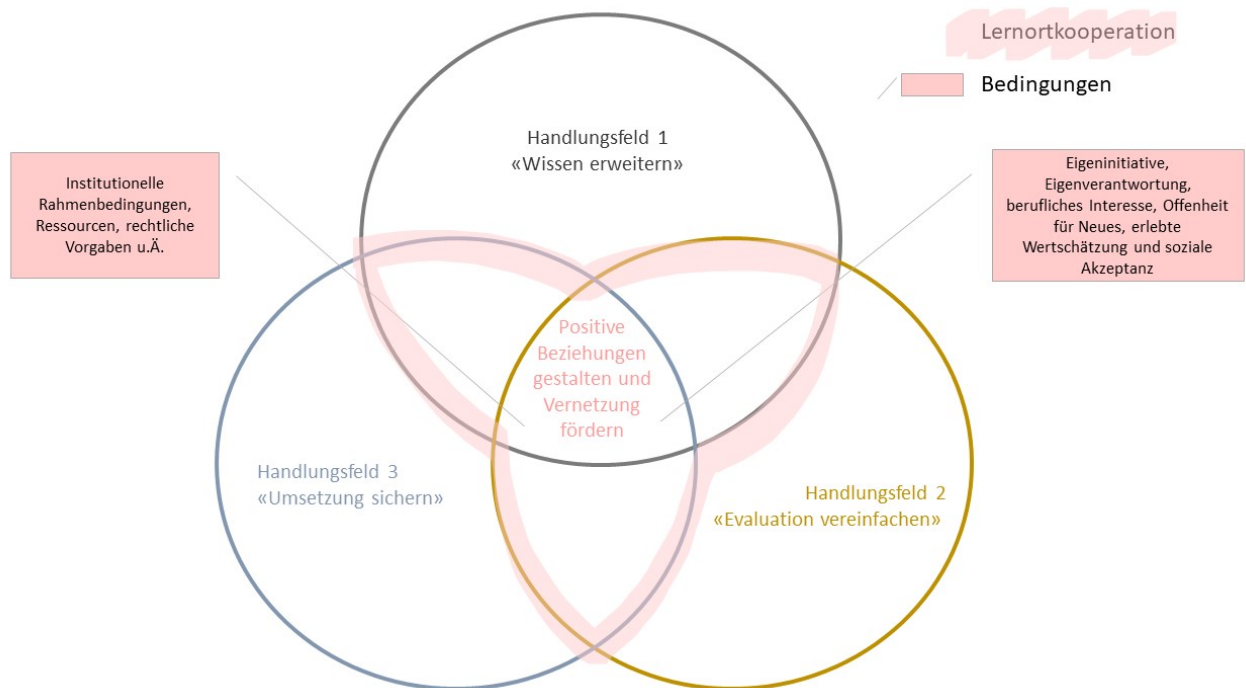 Lernortkooperation
Bedingungen
Handlungsfeld 1
«Wissen erweitern»
Institutionelle
Rahmenbedingungen,
Ressourcen, rechtliche
Vorgaben u.Ä.
Eigeninitiative,
Eigenverantwortung,
berufliches Interesse, Offenheit
für Neues, erlebte
Wertschätzung und soziale
Akzeptanz
Positive
Beziehungen
gestalten und
Vernetzung
fördern
Handlungsfeld 3
«Umsetzung sichern»
Handlungsfeld 2
«Evaluation vereinfachen»